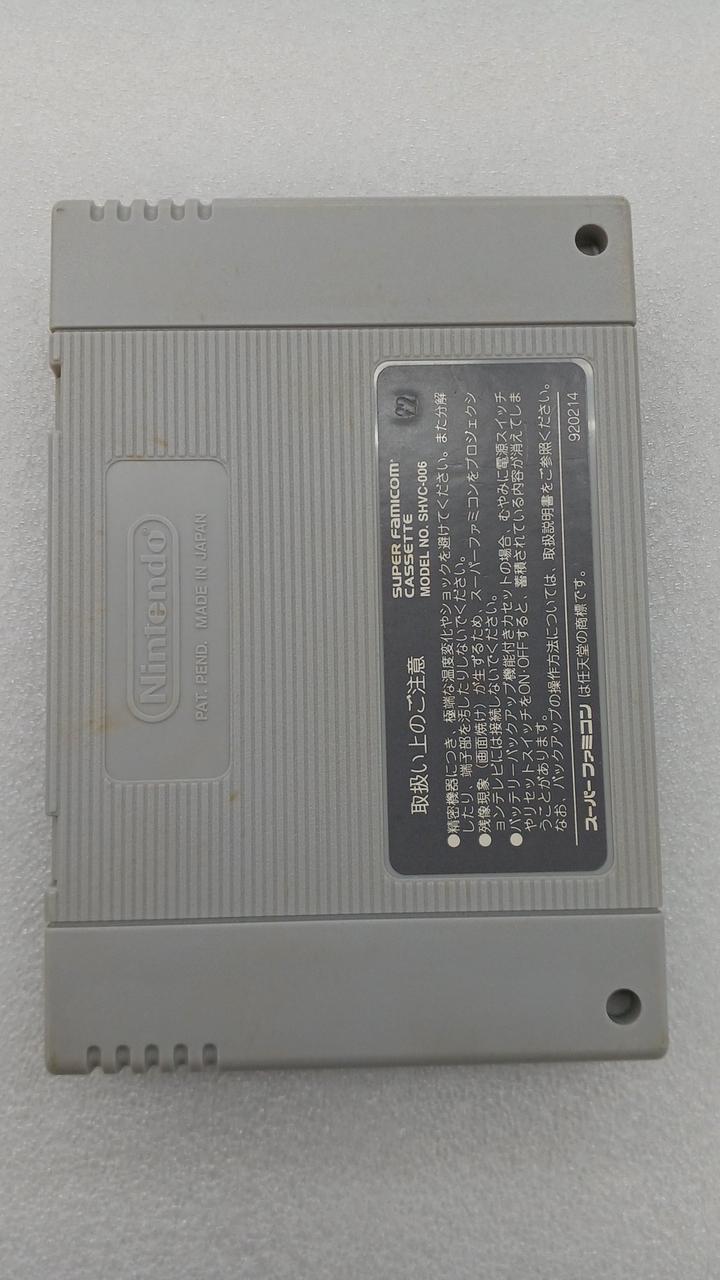 Nintendo®
PAT. PEND. MADE IN JAPAN
22
SUPER FAMICOM
CASSETTE
MODEL NO. SHVC-006
取扱い上のご注意
●精密機器につき、極端な温度変化やショックを避けてください。また分解
したり、端子部を汚したりしないでください。
●残像現象（画面焼け）が生ずるため、スーパーファミコンをプロジェクシ
ョンテレビには接続しないでください。
●バッテリーバックアップ機能付きカセットの場合、むやみに電源スイッチ
やリセットスイッチをON・OFFすると、蓄積されている内容が消えてしま
うことがあります。
なお、バックアップの操作方法については、取扱説明書をご参照ください。
スーパーファミコン は任天堂の商標です。
920214